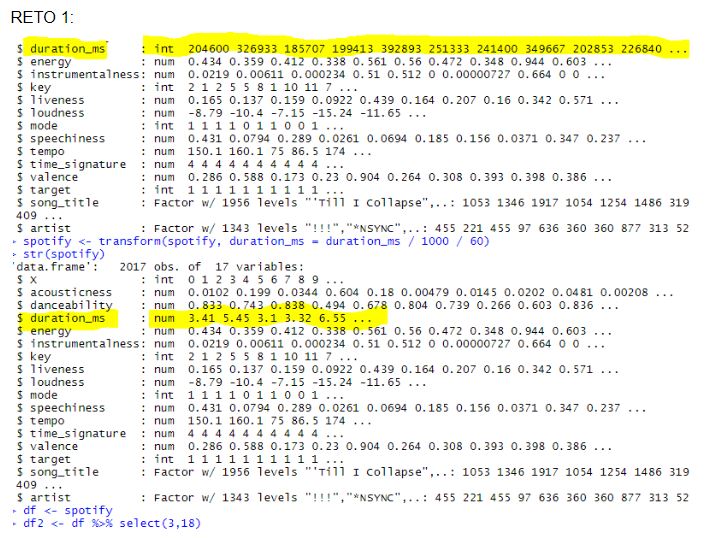 RETO 1:
$ duration_ms : int 204600 326933 185707 199413 392893 251333 241400 349667 202853 226840 ...
$ energy : num 0.434 0.359 0.412 0.338 0.561 0.56 0.472 0.348 0.944 0.603 ...
$ instrumentalness: num 0.0219 0.00611 0.000234 0.51 0.512 0 0.00000727 0.664 0 0 ...
$ key : int 2 1 2 5 5 8 1 10 11 7 ...
$ liveness : num 0.165 0.137 0.159 0.0922 0.439 0.164 0.207 0.16 0.342 0.571 ...
$ loudness : num -8.79 -10.4 -7.15 -15.24 -11.65 ...
$ mode : int 1 1 1 1 0 1 1 0 0 1 ...
$ speechiness : num 0.431 0.0794 0.289 0.0261 0.0694 0.185 0.156 0.0371 0.347 0.237 ...
$ tempo : num 150.1 160.1 75 86.5 174 ...
$ time_signature : num 4 4 4 4 4 4 4 4 4 4 ...
$ valence : num 0.286 0.588 0.173 0.23 0.904 0.264 0.308 0.393 0.398 0.386 ...
$ target : int 1 1 1 1 1 1 1 1 1 1 ...
$ song_title : Factor w/ 1956 levels "'Till I Collapse",..: 1053 1346 1917 1054 1254 1486 319
409 ...
$ artist : Factor w/ 1343 levels "!!!","*NSYNC",..: 455 221 455 97 636 360 360 877 313 52
> spotify <- transform(spotify, duration_ms = duration_ms / 1000 / 60)
> str(spotify)
'data.frame': 2017 obs. of 17 variables:
$ X : int 0 1 2 3 4 5 6 7 8 9 ...
$ acousticness : num 0.0102 0.199 0.0344 0.604 0.18 0.00479 0.0145 0.0202 0.0481 0.00208 ...
$ danceability : num 0.833 0.743 0.838 0.494 0.678 0.804 0.739 0.266 0.603 0.836 ...
$ duration_ms : num 3.41 5.45 3.1 3.32 6.55 ...
$ energy : num 0.434 0.359 0.412 0.338 0.561 0.56 0.472 0.348 0.944 0.603 ...
$ instrumentalness: num 0.0219 0.00611 0.000234 0.51 0.512 0 0.00000727 0.664 0 0 ...
$ key : int 2 1 2 5 5 8 1 10 11 7 ...
$ liveness : num 0.165 0.137 0.159 0.0922 0.439 0.164 0.207 0.16 0.342 0.571 ...
$ loudness : num -8.79 -10.4 -7.15 -15.24 -11.65 ...
$ mode : int 1 1 1 1 0 1 1 0 0 1 ...
$ speechiness : num 0.431 0.0794 0.289 0.0261 0.0694 0.185 0.156 0.0371 0.347 0.237 ...
$ tempo : num 150.1 160.1 75 86.5 174 ...
$ time_signature : num 4 4 4 4 4 4 4 4 4 4 ...
$ valence : num 0.286 0.588 0.173 0.23 0.904 0.264 0.308 0.393 0.398 0.386 ...
$ target : int 1 1 1 1 1 1 1 1 1 1 ...
$ song_title : Factor w/ 1956 levels "'Till I Collapse",..: 1053 1346 1917 1054 1254 1486 319
409 ...
$ artist : Factor w/ 1343 levels "!!!","*NSYNC",..: 455 221 455 97 636 360 360 877 313 52
> df <- spotify
> df2 <- df %>% select(3,18)